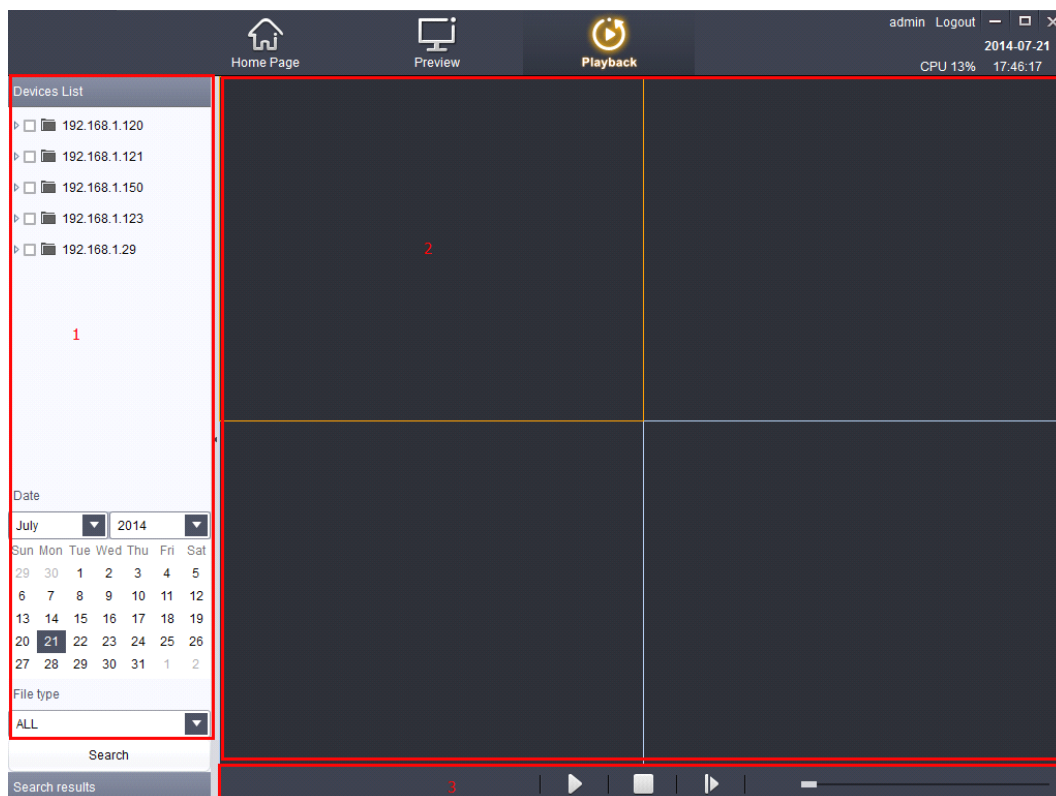 admin Logout
2014-07-21
Home Page Preview Playback
CPU 13% 17:46:17
Devices List
192.168.1.120
192.168.1.121
192.168.1.150
192.168.1.123
192.168.1.29
2
1
Date
July 2014
Sun Mon Tue Wed Thu Fri Sat
29 30 1 2 3 4 5
6 7 8 9 10 11 12
13 14 15 16 17 18 19
20 21 22 23 24 25 26
27 28 29 30 31 1 2
File type
ALL
Search
Search results
3